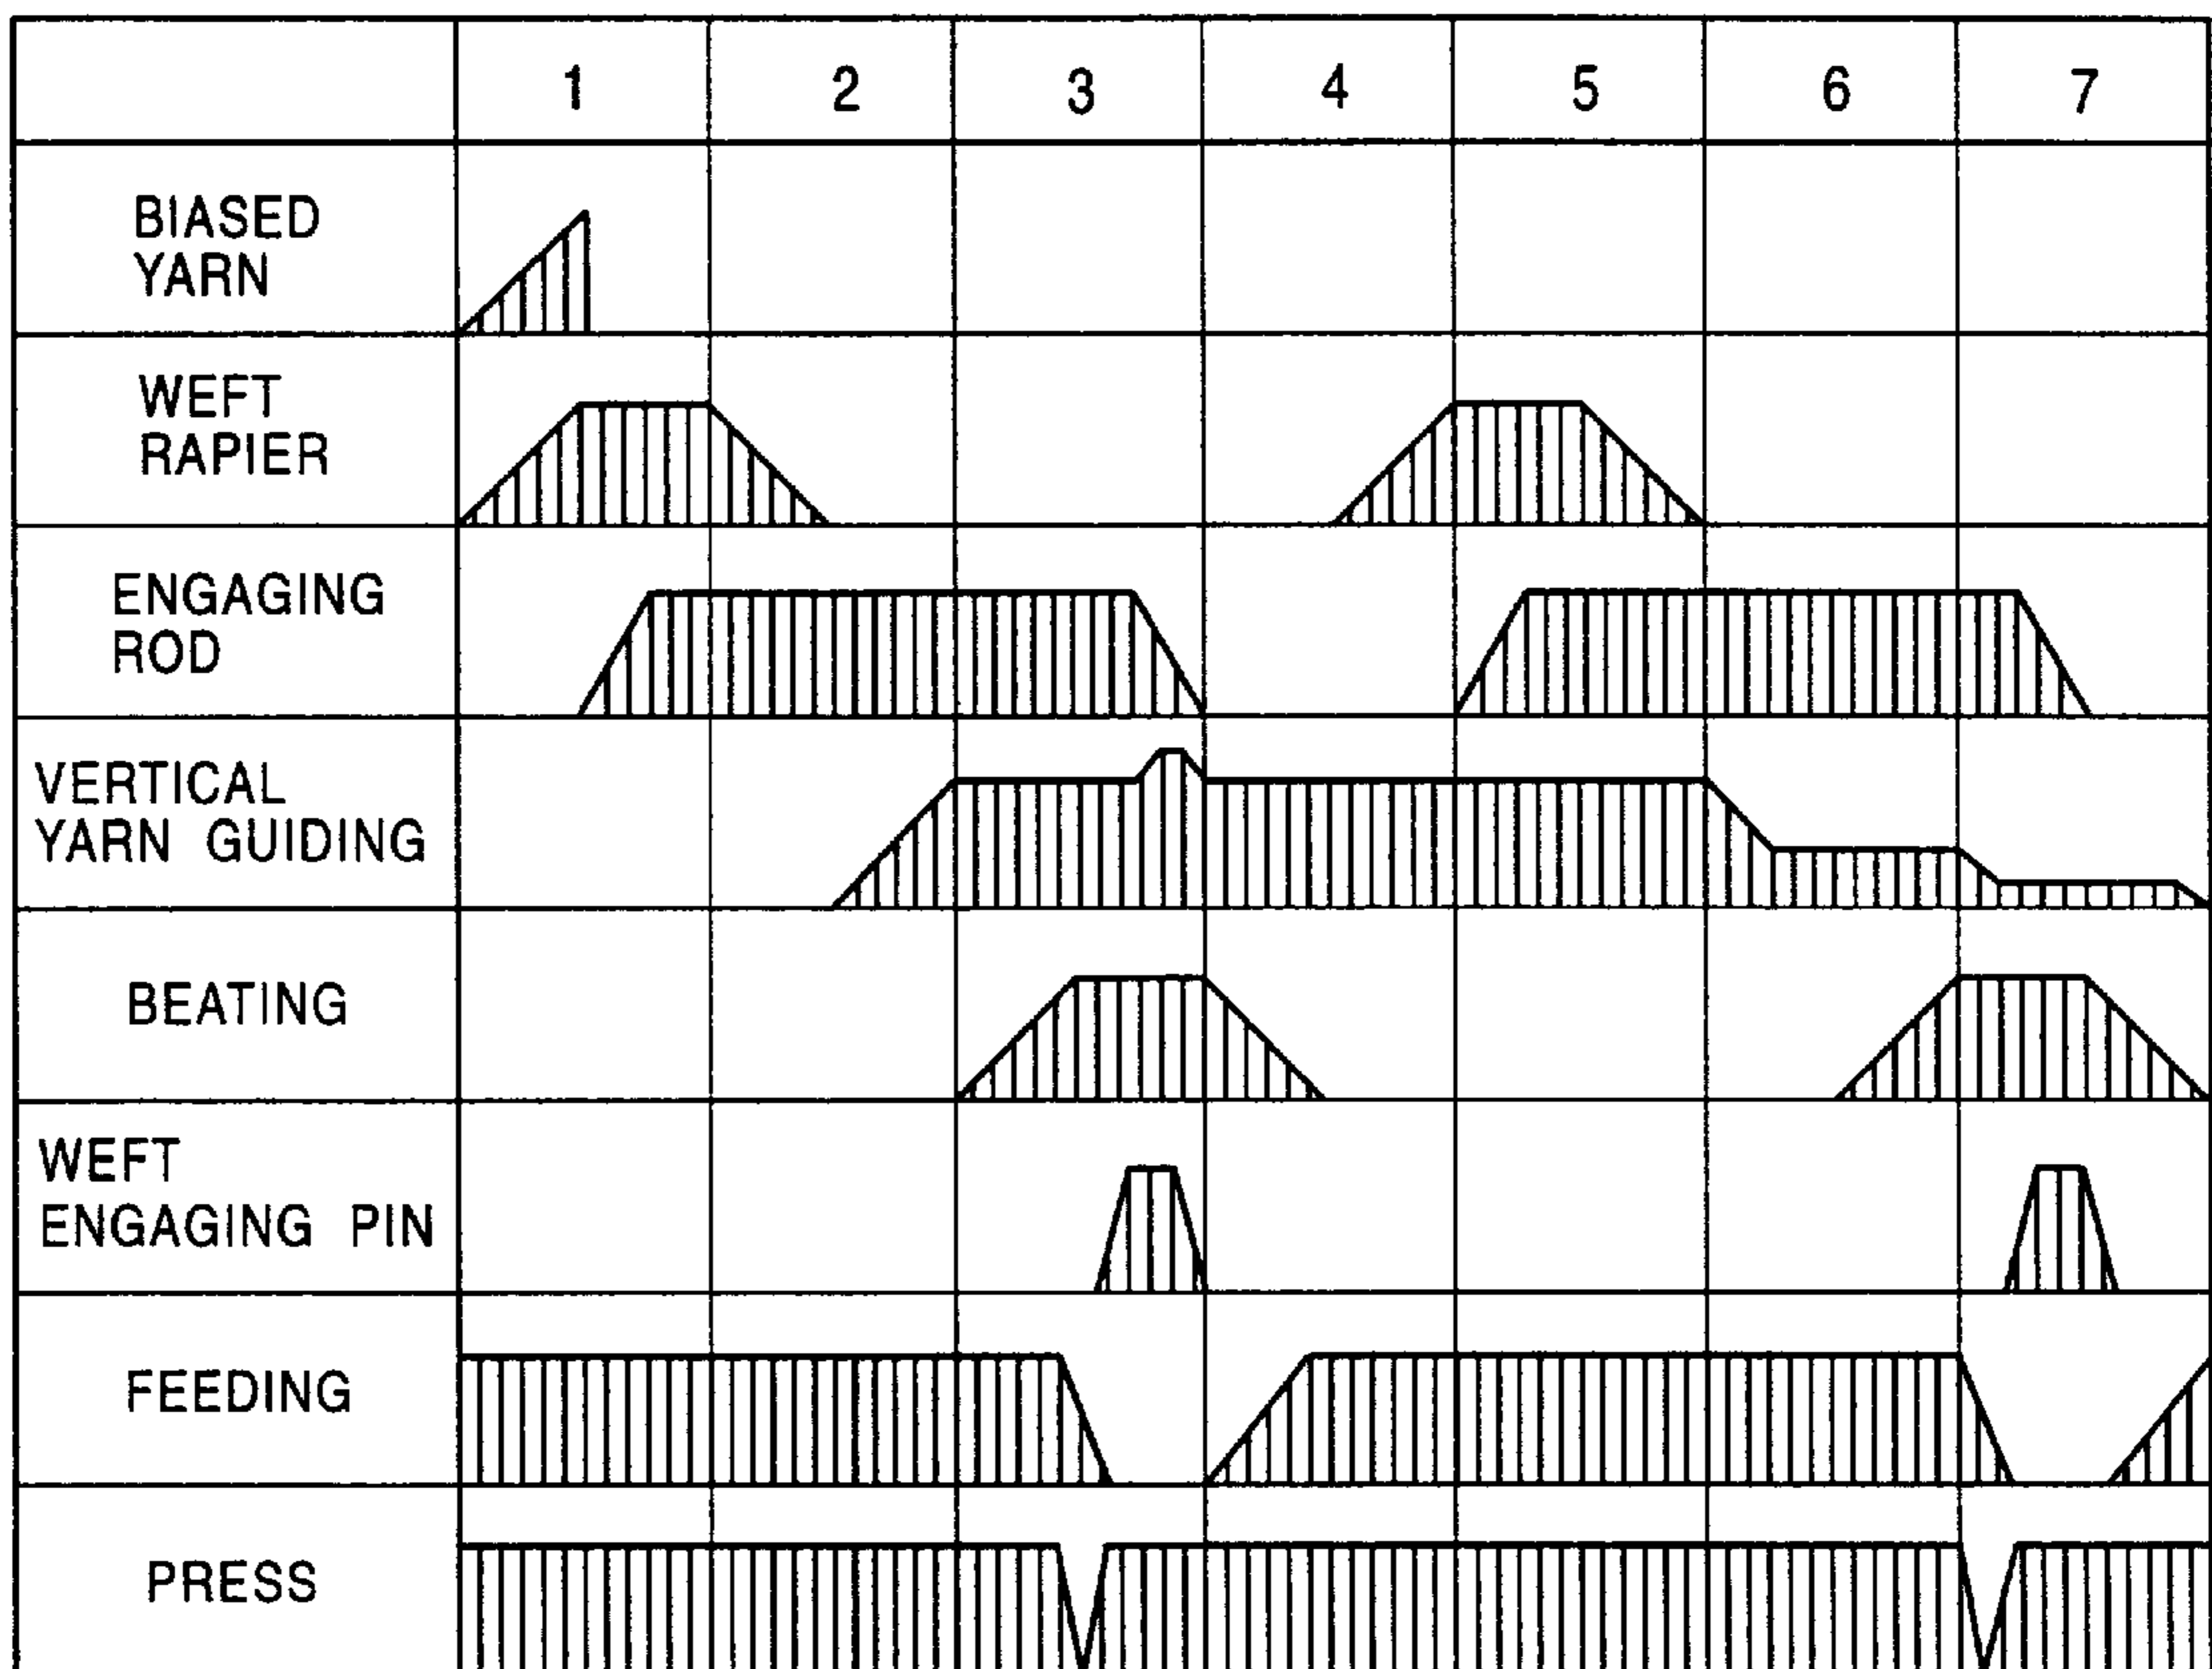 1 2 3 4 5 6 7
BIASED
YARN
WEFT
RAPIER
ENGAGING
ROD
VERTICAL
YARN GUIDING
BEATING
WEFT
ENGAGING PIN
FEEDING
PRESS